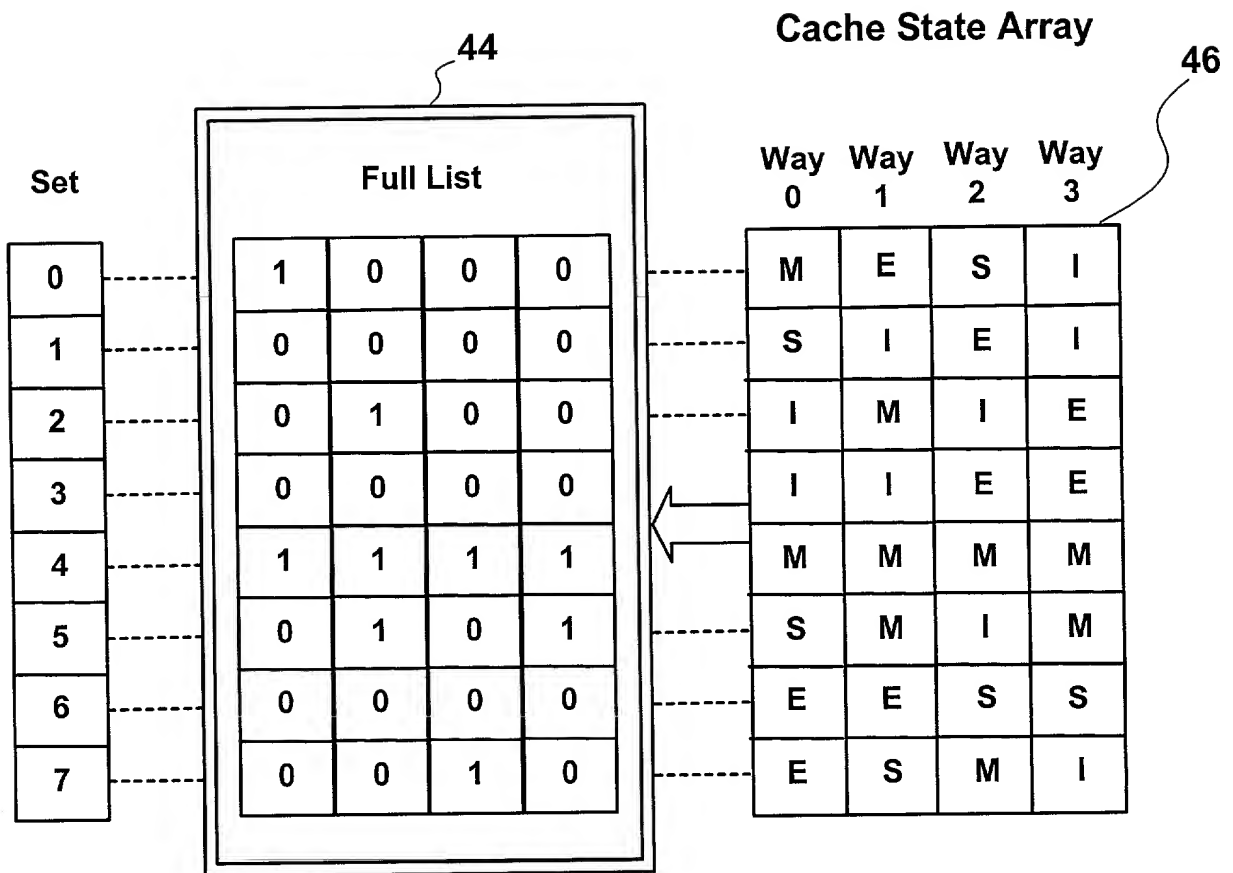 Cache State Array
44
46
Set
Full List
Way 0 Way 1 Way 2 Way 3
0 1 0 0 0 M E S I
1 0 0 0 0 S I E I
2 0 1 0 0 I M I E
3 0 0 0 0 I I E E
4 1 1 1 1 M M M M
5 0 1 0 1 S M I M
6 0 0 0 0 E E S S
7 0 0 1 0 E S M I